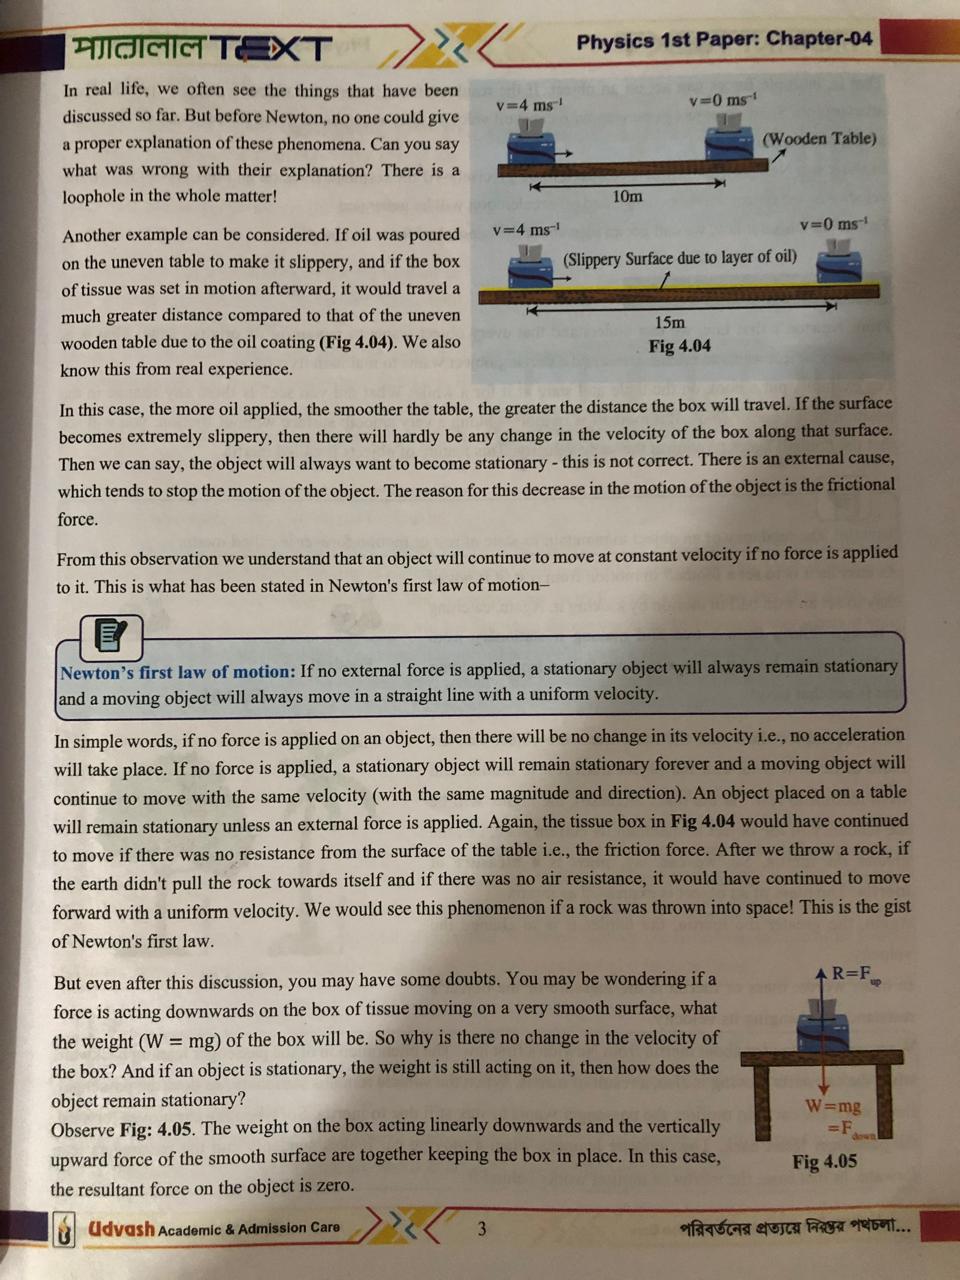 প্যারালাল TEXT
Physics 1st Paper: Chapter-04
In real life, we often see the things that have been
discussed so far. But before Newton, no one could give
a proper explanation of these phenomena. Can you say
what was wrong with their explanation? There is a
loophole in the whole matter!
v=4 ms⁻¹
v=0 ms⁻¹
(Wooden Table)
10m
Another example can be considered. If oil was poured
on the uneven table to make it slippery, and if the box
of tissue was set in motion afterward, it would travel a
much greater distance compared to that of the uneven
wooden table due to the oil coating (Fig 4.04). We also
know this from real experience.
v=4 ms⁻¹
v=0 ms⁻¹
(Slippery Surface due to layer of oil)
15m
Fig 4.04
In this case, the more oil applied, the smoother the table, the greater the distance the box will travel. If the surface
becomes extremely slippery, then there will hardly be any change in the velocity of the box along that surface.
Then we can say, the object will always want to become stationary - this is not correct. There is an external cause,
which tends to stop the motion of the object. The reason for this decrease in the motion of the object is the frictional
force.
From this observation we understand that an object will continue to move at constant velocity if no force is applied
to it. This is what has been stated in Newton's first law of motion–
Newton's first law of motion: If no external force is applied, a stationary object will always remain stationary
and a moving object will always move in a straight line with a uniform velocity.
In simple words, if no force is applied on an object, then there will be no change in its velocity i.e., no acceleration
will take place. If no force is applied, a stationary object will remain stationary forever and a moving object will
continue to move with the same velocity (with the same magnitude and direction). An object placed on a table
will remain stationary unless an external force is applied. Again, the tissue box in Fig 4.04 would have continued
to move if there was no resistance from the surface of the table i.e., the friction force. After we throw a rock, if
the earth didn't pull the rock towards itself and if there was no air resistance, it would have continued to move
forward with a uniform velocity. We would see this phenomenon if a rock was thrown into space! This is the gist
of Newton's first law.
But even after this discussion, you may have some doubts. You may be wondering if a
force is acting downwards on the box of tissue moving on a very smooth surface, what
the weight (W = mg) of the box will be. So why is there no change in the velocity of
the box? And if an object is stationary, the weight is still acting on it, then how does the
object remain stationary?
Observe Fig: 4.05. The weight on the box acting linearly downwards and the vertically
upward force of the smooth surface are together keeping the box in place. In this case,
the resultant force on the object is zero.
R=F up
W=mg
=F down
Fig 4.05
উদ্ভাস
Udvash Academic & Admission Care
3
পরিবর্তনের প্রত্যয়ে নিরন্তর পথচলা...